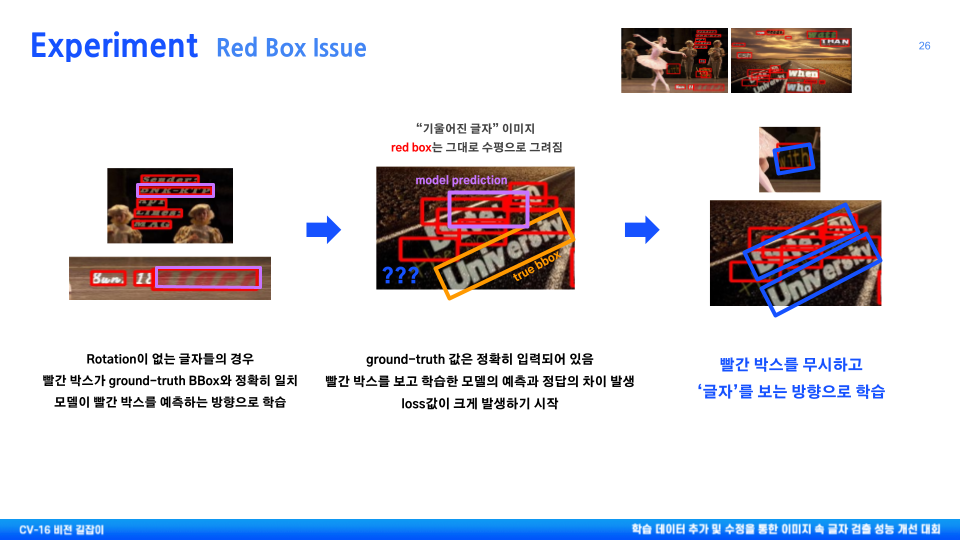 Experiment Red Box Issue
26
“기울어진 글자” 이미지
red box는 그대로 수평으로 그려짐
model prediction
true bbox
???
University
when
who
University
with
University
Rotation이 없는 글자들의 경우
빨간 박스가 ground-truth BBox와 정확히 일치
모델이 빨간 박스를 예측하는 방향으로 학습
ground-truth 값은 정확히 입력되어 있음
빨간 박스를 보고 학습한 모델의 예측과 정답의 차이 발생
loss값이 크게 발생하기 시작
빨간 박스를 무시하고
‘글자’를 보는 방향으로 학습
CV-16 비전 길잡이
학습 데이터 추가 및 수정을 통한 이미지 속 글자 검출 성능 개선 대회